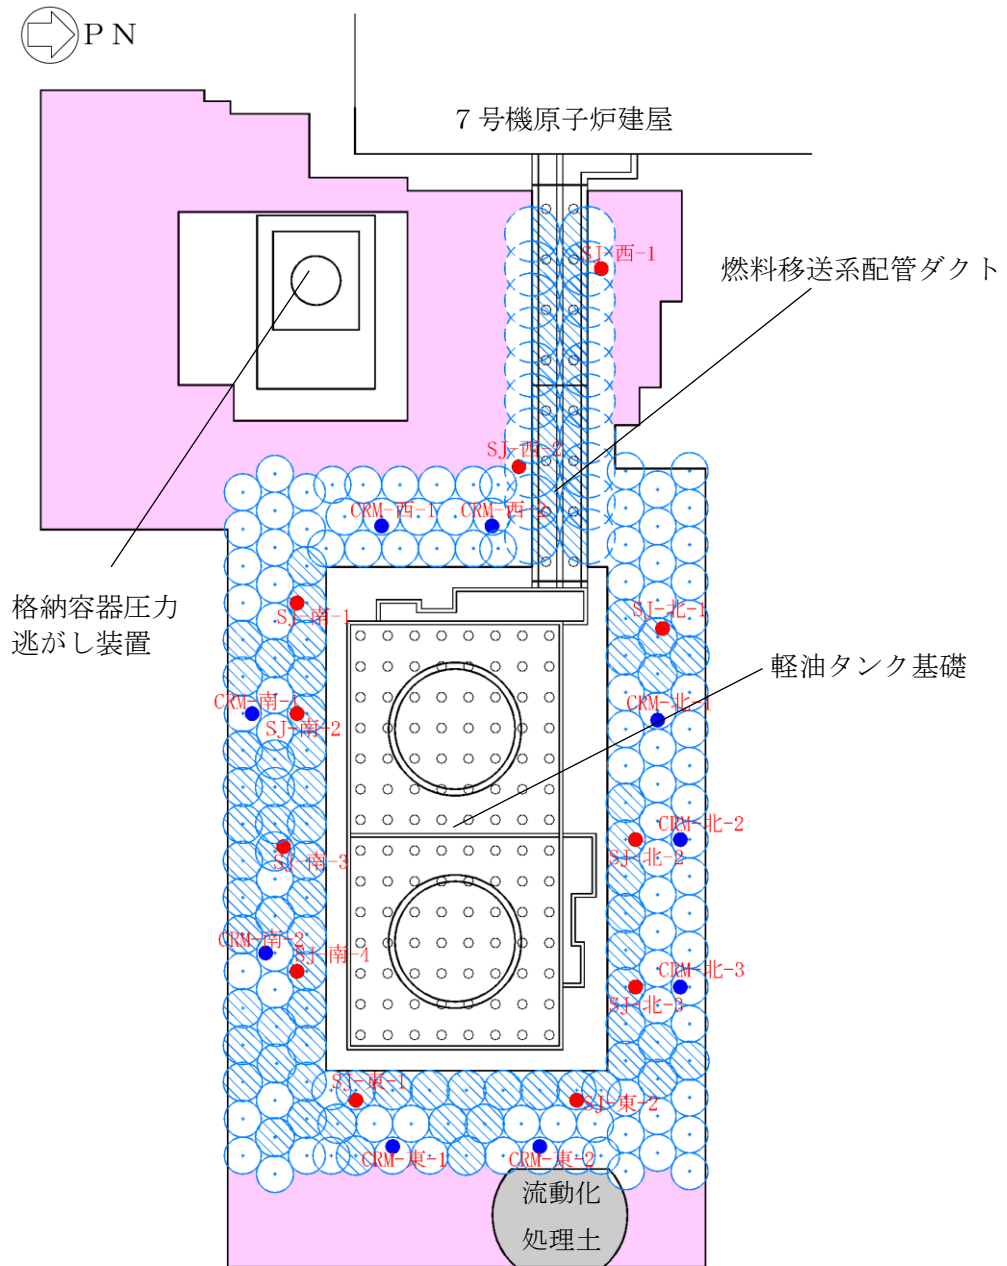 ＰＮ
７号機原子炉建屋
SJ-西-1
燃料移送系配管ダクト
SJ-西-2
CRM-西-1
CRM-西-2
格納容器圧力
逃がし装置
SJ-南-1
SJ-北-1
軽油タンク基礎
CRM-南-1
CRM-北-1
SJ-南-2
CRM-北-2
SJ-南-3
SJ-北-2
CRM-南-2
SJ-南-4
CRM-北-3
SJ-北-3
SJ-東-1
SJ-東-2
CRM-東-1
CRM-東-2
流動化
処理土